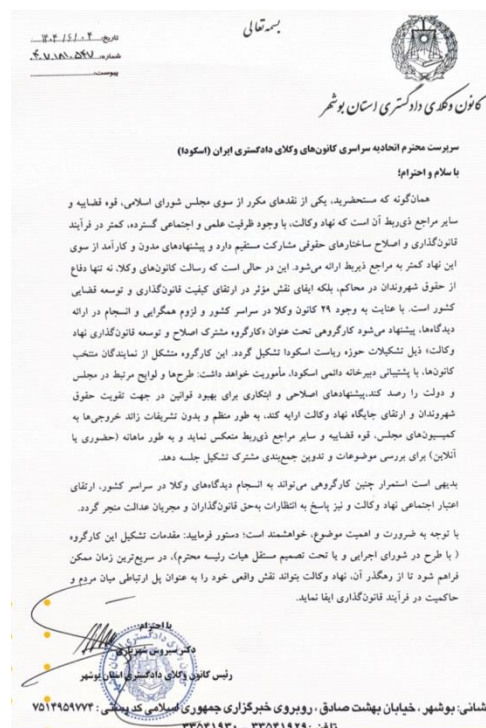 بسمه تعالی
تاریخ: ۱۴۰۴/۶/۰۴
شماره: ۴۰۷.۱۸۱.۵۴۷
پیوست:
کانون وکلای دادگستری استان بوشهر
سرپرست محترم اتحادیه سراسری کانون‌های وکلای دادگستری ایران (اسکودا)
با سلام و احترام؛
همان‌گونه که مستحضرید، یکی از نقدهای مکرر از سوی مجلس شورای اسلامی، قوه قضاییه و
سایر مراجع ذی‌ربط آن است که نهاد وکالت، با وجود ظرفیت علمی و اجتماعی گسترده، کمتر در فرآیند
قانون‌گذاری و اصلاح ساختارهای حقوقی مشارکت مستقیم دارد و پیشنهادهای مدون و کارآمد از سوی
این نهاد کمتر به مراجع ذیربط ارائه می‌شود. این در حالی است که رسالت کانون‌های وکلا، نه تنها دفاع
از حقوق شهروندان در محاکم، بلکه ایفای نقش مؤثر در ارتقای کیفیت قانون‌گذاری و توسعه قضایی
کشور است. با عنایت به وجود ۲۹ کانون وکلا در سراسر کشور و لزوم همگرایی و انسجام در ارائه
دیدگاه‌ها، پیشنهاد می‌شود کارگروهی تحت عنوان «کارگروه مشترک اصلاح و توسعه قانون‌گذاری نهاد
وکالت» ذیل تشکیلات حوزه ریاست اسکودا تشکیل گردد. این کارگروه متشکل از نمایندگان منتخب
کانون‌ها، با پشتیبانی دبیرخانه دائمی اسکودا، مأموریت خواهد داشت: طرح‌ها و لوایح مرتبط در مجلس
و دولت را رصد کند،پیشنهادهای اصلاحی و ابتکاری برای بهبود قوانین در جهت تقویت حقوق
شهروندان و ارتقای جایگاه نهاد وکالت ارایه کند، به طور منظم و بدون تشریفات زائد خروجی‌ها به
کمیسیون‌های مجلس، قوه قضاییه و سایر مراجع ذی‌ربط منعکس نماید و به طور ماهانه (حضوری یا
آنلاین) برای بررسی موضوعات و تدوین جمع‌بندی مشترک تشکیل جلسه دهد.
بدیهی است استمرار چنین کارگروهی می‌تواند به انسجام دیدگاه‌های وکلا در سراسر کشور، ارتقای
اعتبار اجتماعی نهاد وکالت و نیز پاسخ به انتظارات به‌حق قانون‌گذاران و مجریان عدالت منجر گردد.
با توجه به ضرورت و اهمیت موضوع، خواهشمند است؛ دستور فرمایید: مقدمات تشکیل این کارگروه
( با طرح در شورای اجرایی و یا تحت تصمیم مستقل هیات رئیسه محترم)، در سریع‌ترین زمان ممکن
فراهم شود تا از رهگذر آن، نهاد وکالت بتواند نقش واقعی خود را به عنوان پل ارتباطی میان مردم و
حاکمیت در فرآیند قانون‌گذاری ایفا نماید.
با احترام
دکتر سیروس شهریاری
رئیس کانون وکلای دادگستری استان بوشهر
شانی: بوشهر ، خیابان بهشت صادق ، روبروی خبرگزاری جمهوری اسلامی کد پستی : ۷۵۱۴۹۵۹۷۷۴
تلفن: ۳۳۵۴۱۹۲۹ - ۳۳۵۴۱۹۳۰